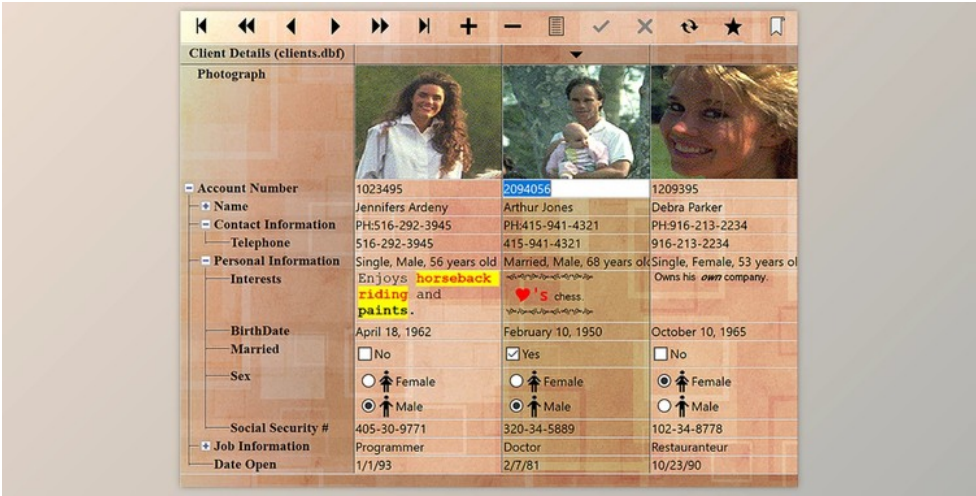 Client Details (clients.dbf)
Photograph
Account Number 1023495 2094056 1209395
Name Jennifers Ardeny Arthur Jones Debra Parker
Contact Information PH:516-292-3945 PH:415-941-4321 PH:916-213-2234
Telephone 516-292-3945 415-941-4321 916-213-2234
Personal Information Single, Male, 56 years old Married, Male, 68 years old Single, Female, 53 years ol
Interests Enjoys horseback Owns his own company.
riding and ♥'s chess.
paints.
BirthDate April 18, 1962 February 10, 1950 October 10, 1965
Married No Yes No
Sex Female Female Female
Male Male Male
Social Security # 405-30-9771 320-34-5889 102-34-8778
Job Information Programmer Doctor Restauranteur
Date Open 1/1/93 2/7/81 10/23/90